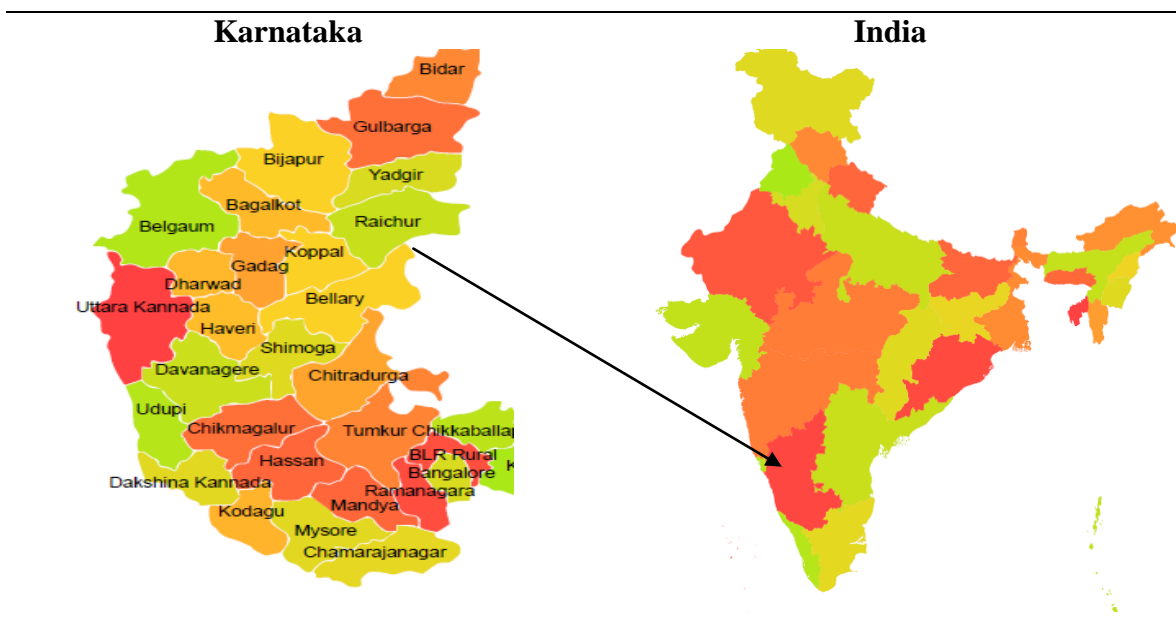 Karnataka
India
Bidar
Gulbarga
Bijapur
Yadgir
Bagalkot
Raichur
Belgaum
Koppal
Gadag
Dharwad
Bellary
Uttara Kannada
Haveri
Shimoga
Davanagere
Chitradurga
Udupi
Chikmagalur
Tumkur
Chikkaballap
BLR Rural
Hassan
Bangalore
K
Dakshina Kannada
Ramanagara
Mandya
Kodagu
Mysore
Chamarajanagar